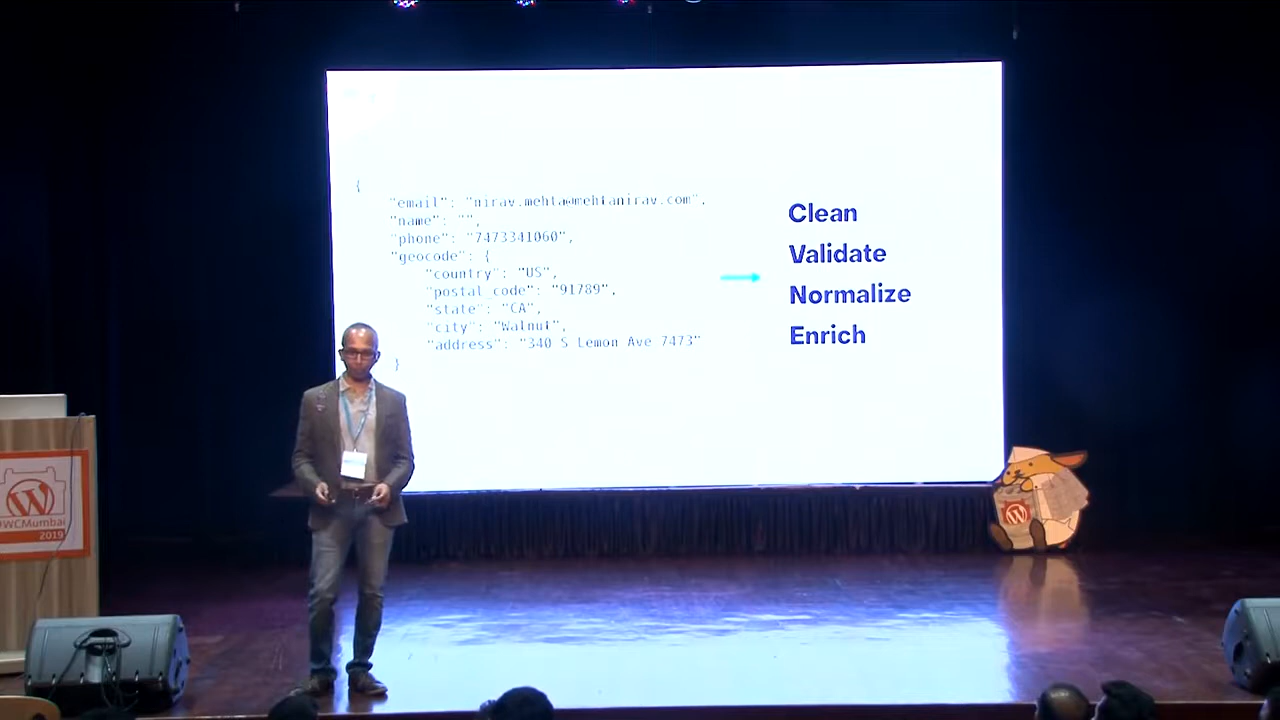 {
"email": "nirav.mehta@mehtanirav.com",
"name": "",
"phone": "7473341060",
"geocode": {
"country": "US",
"postal_code": "91789",
"state": "CA",
"city": "Walnut",
"address": "340 S Lemon Ave 7473"
}
Clean
Validate
Normalize
Enrich
#WCMumbai
2019